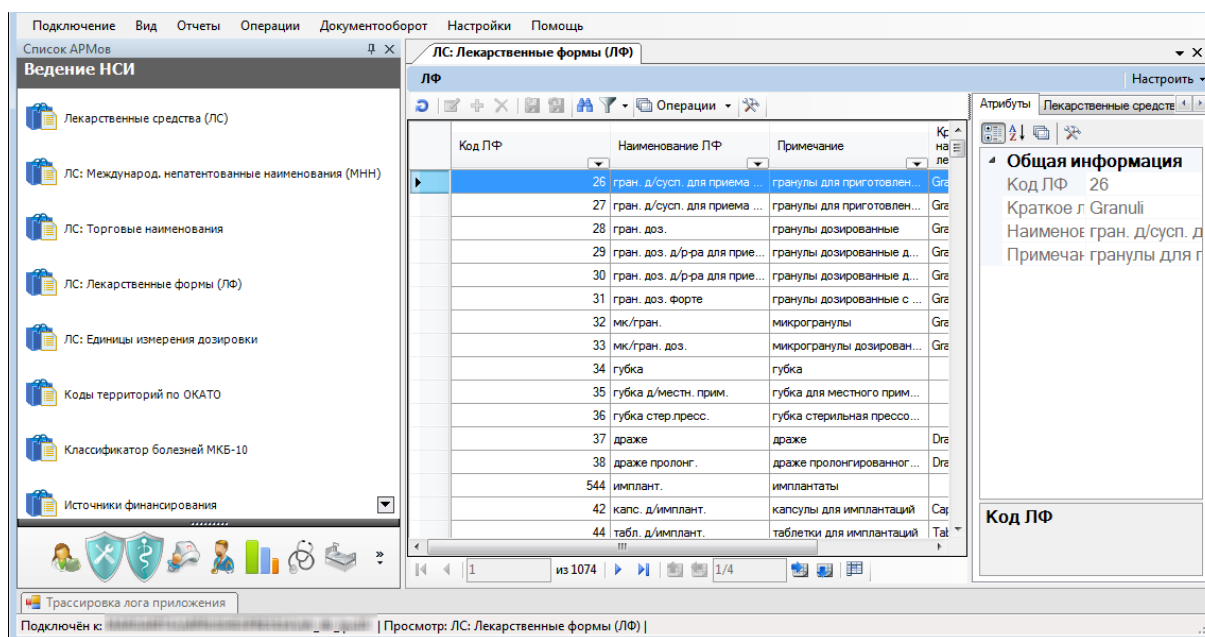 Подключение Вид Отчеты Операции Документооборот Настройки Помощь
Список АРМов
Ведение НСИ
Лекарственные средства (ЛС)
ЛС: Международ. непатентованные наименования (МНН)
ЛС: Торговые наименования
ЛС: Лекарственные формы (ЛФ)
ЛС: Единицы измерения дозировки
Коды территорий по ОКАТО
Классификатор болезней МКБ-10
Источники финансирования
ЛС: Лекарственные формы (ЛФ)
ЛФ Настроить
Операции
Код ЛФ Наименование ЛФ Примечание Кр на ле
26 гран. д/сусп. для приема ... гранулы для приготовлен... Gra
27 гран. д/сусп. для приема ... гранулы для приготовлен... Gra
28 гран. доз. гранулы дозированные Gra
29 гран. доз. д/р-ра для прие... гранулы дозированные д... Gra
30 гран. доз. д/р-ра для прие... гранулы дозированные д... Gra
31 гран. доз. форте гранулы дозированные с ... Gra
32 мк/гран. микрогранулы Gra
33 мк/гран. доз. микрогранулы дозирован... Gra
34 губка губка
35 губка д/местн. прим. губка для местного прим...
36 губка стер.пресс. губка стерильная прессо...
37 драже драже Dra
38 драже пролонг. драже пролонгированног... Dra
544 имплант. имплантаты
42 капс. д/имплант. капсулы для имплантаций Cap
44 табл. д/имплант. таблетки для имплантаций Tab
1 из 1074 1/4
Атрибуты Лекарственные средств
Общая информация
Код ЛФ 26
Краткое л Granuli
Наименов гран. д/сусп. д
Примечан гранулы для п
Код ЛФ
Трассировка лога приложения
Подключён к: | Просмотр: ЛС: Лекарственные формы (ЛФ) |